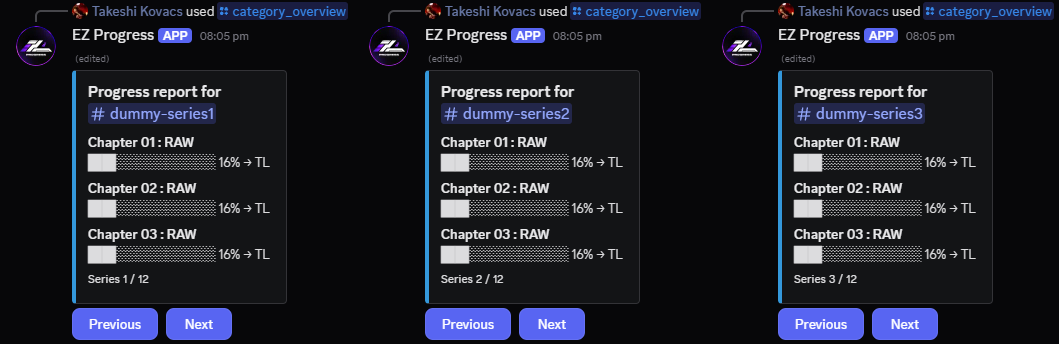 Takeshi Kovacs used category_overview
EZ Progress APP 08:05 pm
(edited)
Progress report for
# dummy-series1
Chapter 01 : RAW
██▒▒▒▒▒▒▒ 16% → TL
Chapter 02 : RAW
██▒▒▒▒▒▒▒ 16% → TL
Chapter 03 : RAW
██▒▒▒▒▒▒▒ 16% → TL
Series 1 / 12
Previous Next
Takeshi Kovacs used category_overview
EZ Progress APP 08:05 pm
(edited)
Progress report for
# dummy-series2
Chapter 01 : RAW
██▒▒▒▒▒▒▒ 16% → TL
Chapter 02 : RAW
██▒▒▒▒▒▒▒ 16% → TL
Chapter 03 : RAW
██▒▒▒▒▒▒▒ 16% → TL
Series 2 / 12
Previous Next
Takeshi Kovacs used category_overview
EZ Progress APP 08:05 pm
(edited)
Progress report for
# dummy-series3
Chapter 01 : RAW
██▒▒▒▒▒▒▒ 16% → TL
Chapter 02 : RAW
██▒▒▒▒▒▒▒ 16% → TL
Chapter 03 : RAW
██▒▒▒▒▒▒▒ 16% → TL
Series 3 / 12
Previous Next